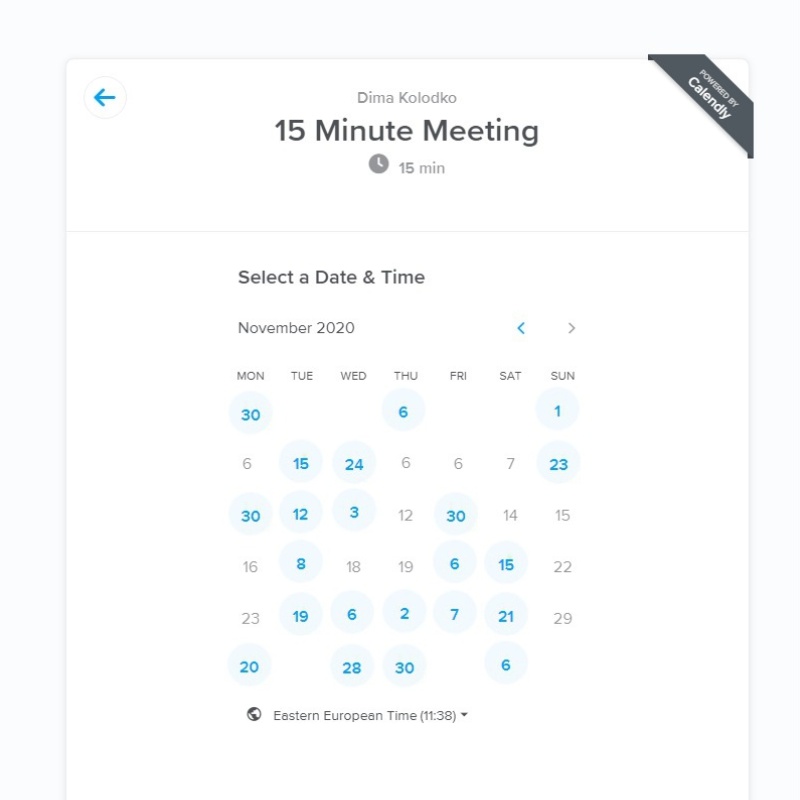 POWERED BY
Calendly
Dima Kolodko
15 Minute Meeting
15 min
Select a Date & Time
November 2020
MON TUE WED THU FRI SAT SUN
30 6 1
6 15 24 6 6 7 23
30 12 3 12 30 14 15
16 8 18 19 6 15 22
23 19 6 2 7 21 29
20 28 30 6
Eastern European Time (11:38)